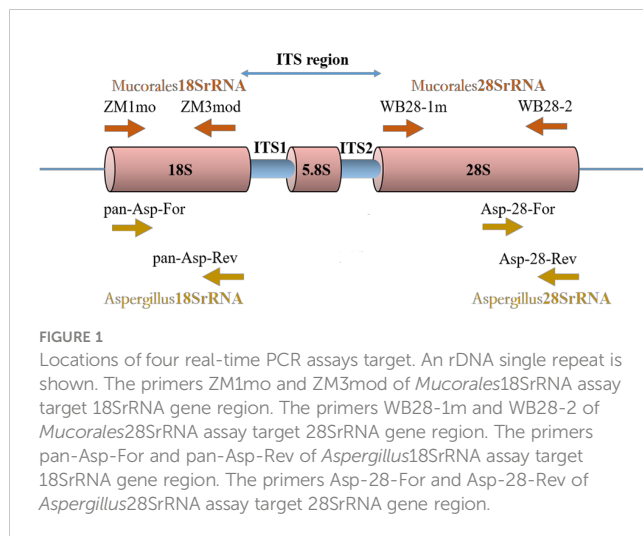 ITS region
Mucorales18SrRNA
Mucorales28SrRNA
ZM1mo
ZM3mod
WB28-1m
WB28-2
ITS1
ITS2
18S
5.8S
28S
pan-Asp-For
Asp-28-For
pan-Asp-Rev
Asp-28-Rev
Aspergillus18SrRNA
Aspergillus28SrRNA
FIGURE 1
Locations of four real-time PCR assays target. An rDNA single repeat is
shown. The primers ZM1mo and ZM3mod of Mucorales18SrRNA assay
target 18SrRNA gene region. The primers WB28-1m and WB28-2 of
Mucorales28SrRNA assay target 28SrRNA gene region. The primers
pan-Asp-For and pan-Asp-Rev of Aspergillus18SrRNA assay target
18SrRNA gene region. The primers Asp-28-For and Asp-28-Rev of
Aspergillus28SrRNA assay target 28SrRNA gene region.